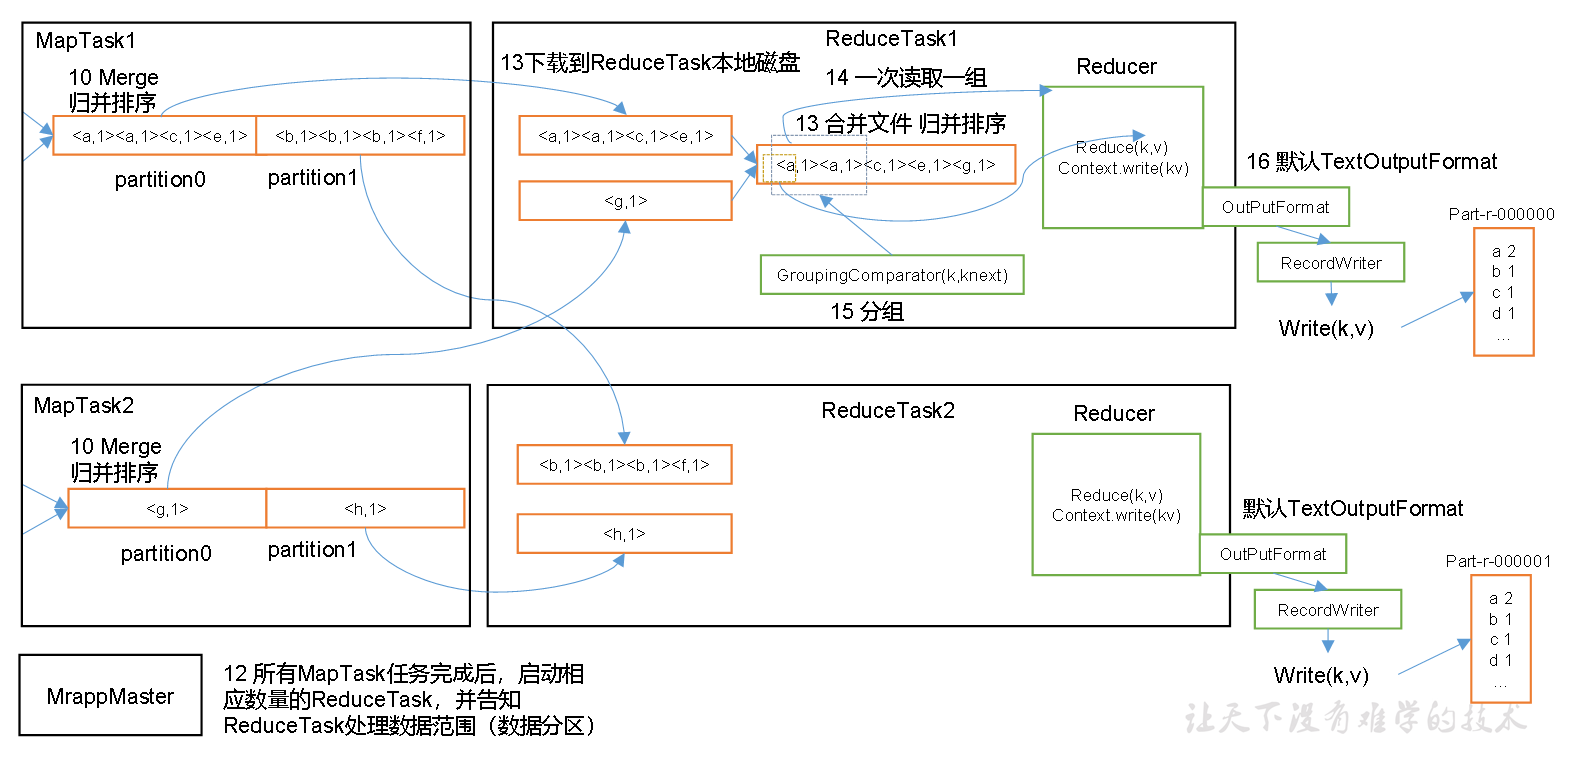 MapTask1
10 Merge
归并排序
<a,1><a,1><c,1><e,1>
<b,1><b,1><b,1><f,1>
partition0
partition1
ReduceTask1
13下载到ReduceTask本地磁盘
14 一次读取一组
Reducer
<a,1><a,1><c,1><e,1>
13 合并文件 归并排序
<a,1><a,1><c,1><e,1><g,1>
<g,1>
Reduce(k,v)
Context.write(kv)
GroupingComparator(k,knext)
15 分组
16 默认TextOutputFormat
OutPutFormat
RecordWriter
Write(k,v)
Part-r-000000
a 2
b 1
c 1
d 1
...
MapTask2
10 Merge
归并排序
<g,1>
<h,1>
partition0
partition1
ReduceTask2
Reducer
<b,1><b,1><b,1><f,1>
<h,1>
Reduce(k,v)
Context.write(kv)
默认TextOutputFormat
OutPutFormat
RecordWriter
Write(k,v)
Part-r-000001
a 2
b 1
c 1
d 1
...
MrappMaster
12 所有MapTask任务完成后，启动相
应数量的ReduceTask，并告知
ReduceTask处理数据范围（数据分区）
让天下没有难学的技术